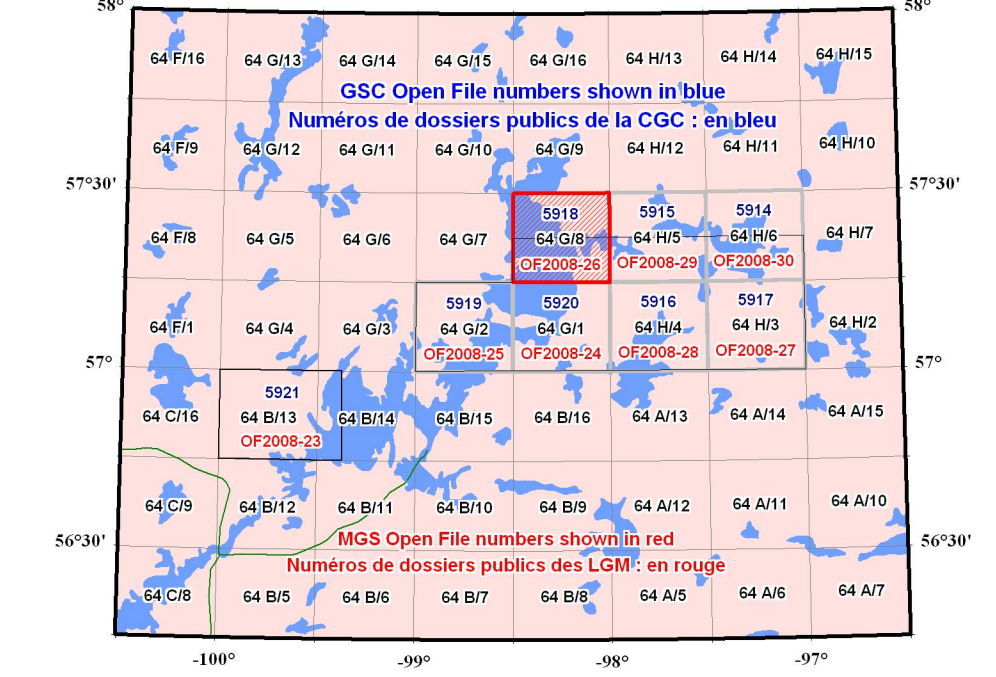 58° 58°
64 F/16 64 G/13 64 G/14 64 G/15 64 G/16 64 H/13 64 H/14 64 H/15
GSC Open File numbers shown in blue
Numéros de dossiers publics de la CGC : en bleu
64 F/9 64 G/12 64 G/11 64 G/10 64 G/9 64 H/12 64 H/11 64 H/10
57°30' 57°30'
5918 5915 5914
64 F/8 64 G/5 64 G/6 64 G/7 64 G/8 64 H/5 64 H/6 64 H/7
OF2008-26 OF2008-29 OF2008-30
5919 5920 5916 5917
64 F/1 64 G/4 64 G/3 64 G/2 64 G/1 64 H/4 64 H/3 64 H/2
OF2008-25 OF2008-24 OF2008-28 OF2008-27
57° 57°
5921
64 C/16 64 B/13 64 B/14 64 B/15 64 B/16 64 A/13 64 A/14 64 A/15
OF2008-23
64 C/9 64 B/12 64 B/11 64 B/10 64 B/9 64 A/12 64 A/11 64 A/10
56°30' 56°30'
MGS Open File numbers shown in red
Numéros de dossiers publics des LGM : en rouge
64 C/8 64 B/5 64 B/6 64 B/7 64 B/8 64 A/5 64 A/6 64 A/7
-100° -99° -98° -97°